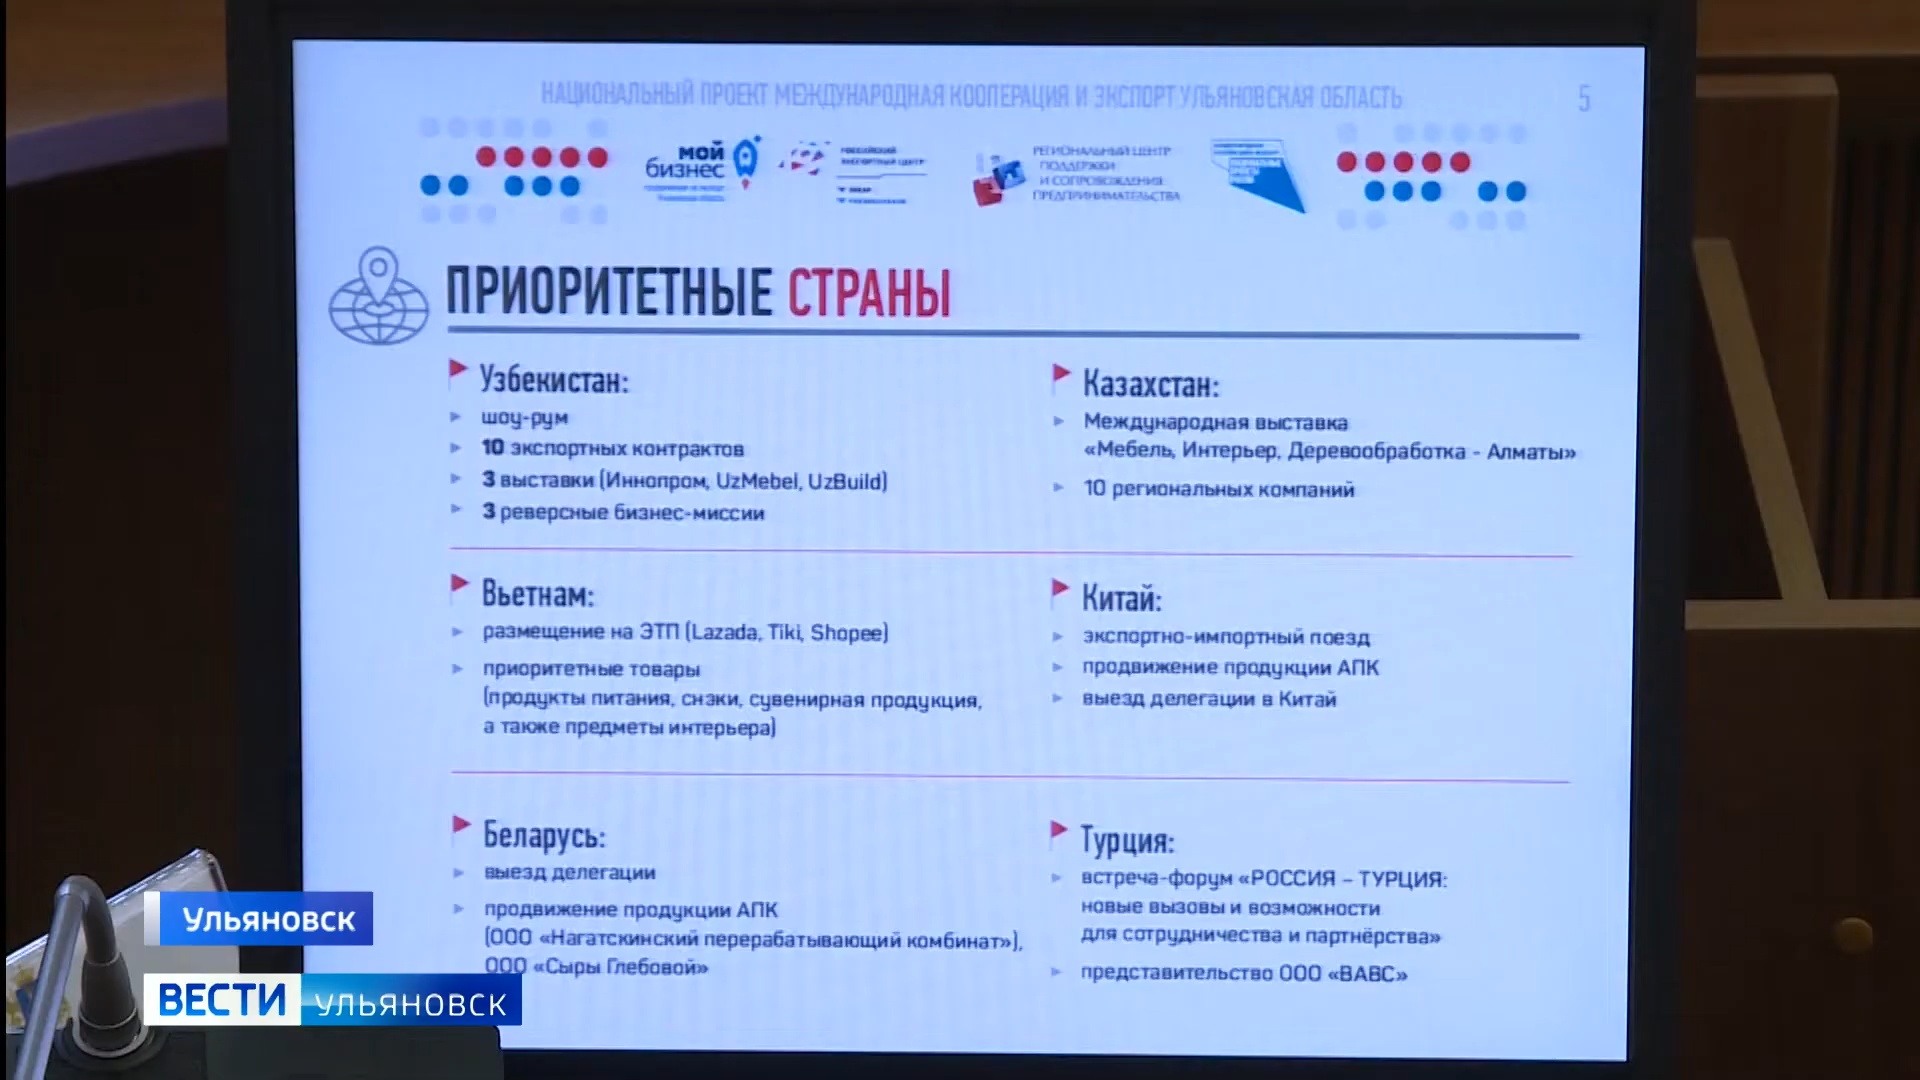 НАЦИОНАЛЬНЫЙ ПРОЕКТ МЕЖДУНАРОДНАЯ КООПЕРАЦИЯ И ЭКСПОРТ УЛЬЯНОВСКАЯ ОБЛАСТЬ
5
МОЙ
бизнес
РОССИЙСКИЙ
ЭКСПОРТНЫЙ ЦЕНТР
РЕГИОНАЛЬНЫЙ ЦЕНТР
ПОДДЕРЖКИ
И СОПРОВОЖДЕНИЯ
ПРЕДПРИНИМАТЕЛЬСТВА
ПРИОРИТЕТНЫЕ СТРАНЫ
Узбекистан:
шоу-рум
10 экспортных контрактов
3 выставки (Иннопром, UzMebel, UzBuild)
3 реверсные бизнес-миссии
Казахстан:
Международная выставка
«Мебель, Интерьер, Деревообработка - Алматы»
10 региональных компаний
Вьетнам:
размещение на ЭТП (Lazada, Tiki, Shopee)
приоритетные товары
(продукты питания, снэки, сувенирная продукция,
а также предметы интерьера)
Китай:
экспортно-импортный поезд
продвижение продукции АПК
выезд делегации в Китай
Беларусь:
выезд делегации
продвижение продукции АПК
(ООО «Нагатскинский перерабатывающий комбинат»),
ООО «Сыры Глебовой»
Турция:
встреча-форум «РОССИЯ – ТУРЦИЯ:
новые вызовы и возможности
для сотрудничества и партнёрства»
представительство ООО «ВАВС»
Ульяновск
ВЕСТИ УЛЬЯНОВСК